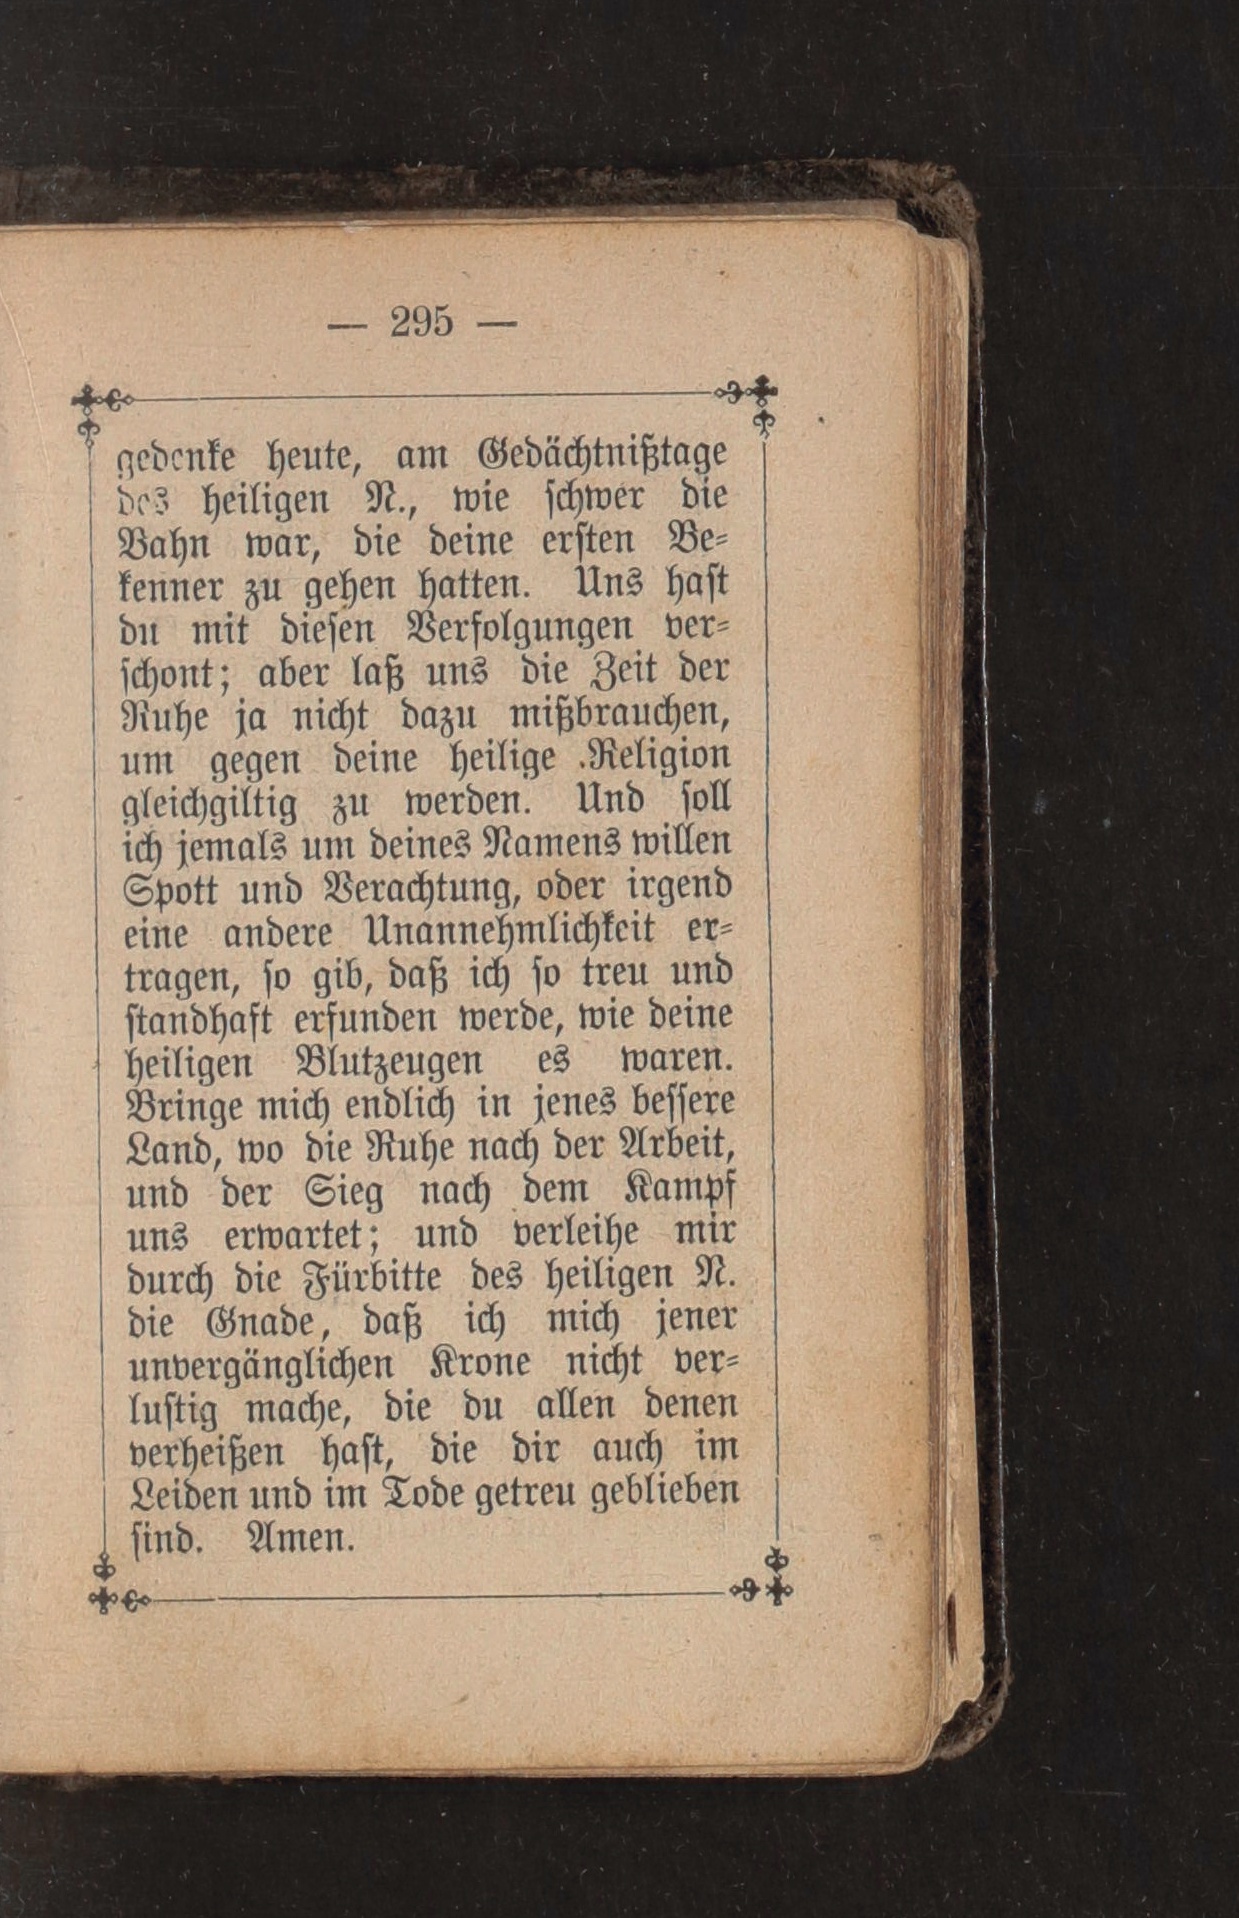 — 295 —
gedenke heute, am Gedächtnißtage
des heiligen N., wie schwer die
Bahn war, die deine ersten Be-
kenner zu gehen hatten. Uns hast
du mit diesen Verfolgungen ver-
schont; aber laß uns die Zeit der
Ruhe ja nicht dazu mißbrauchen,
um gegen deine heilige Religion
gleichgiltig zu werden. Und soll
ich jemals um deines Namens willen
Spott und Verachtung, oder irgend
eine andere Unannehmlichkeit er-
tragen, so gib, daß ich so treu und
standhaft erfunden werde, wie deine
heiligen Blutzeugen es waren.
Bringe mich endlich in jenes bessere
Land, wo die Ruhe nach der Arbeit,
und der Sieg nach dem Kampf
uns erwartet; und verleihe mir
durch die Fürbitte des heiligen N.
die Gnade, daß ich mich jener
unvergänglichen Krone nicht ver-
lustig mache, die du allen denen
verheißen hast, die dir auch im
Leiden und im Tode getreu geblieben
sind. Amen.